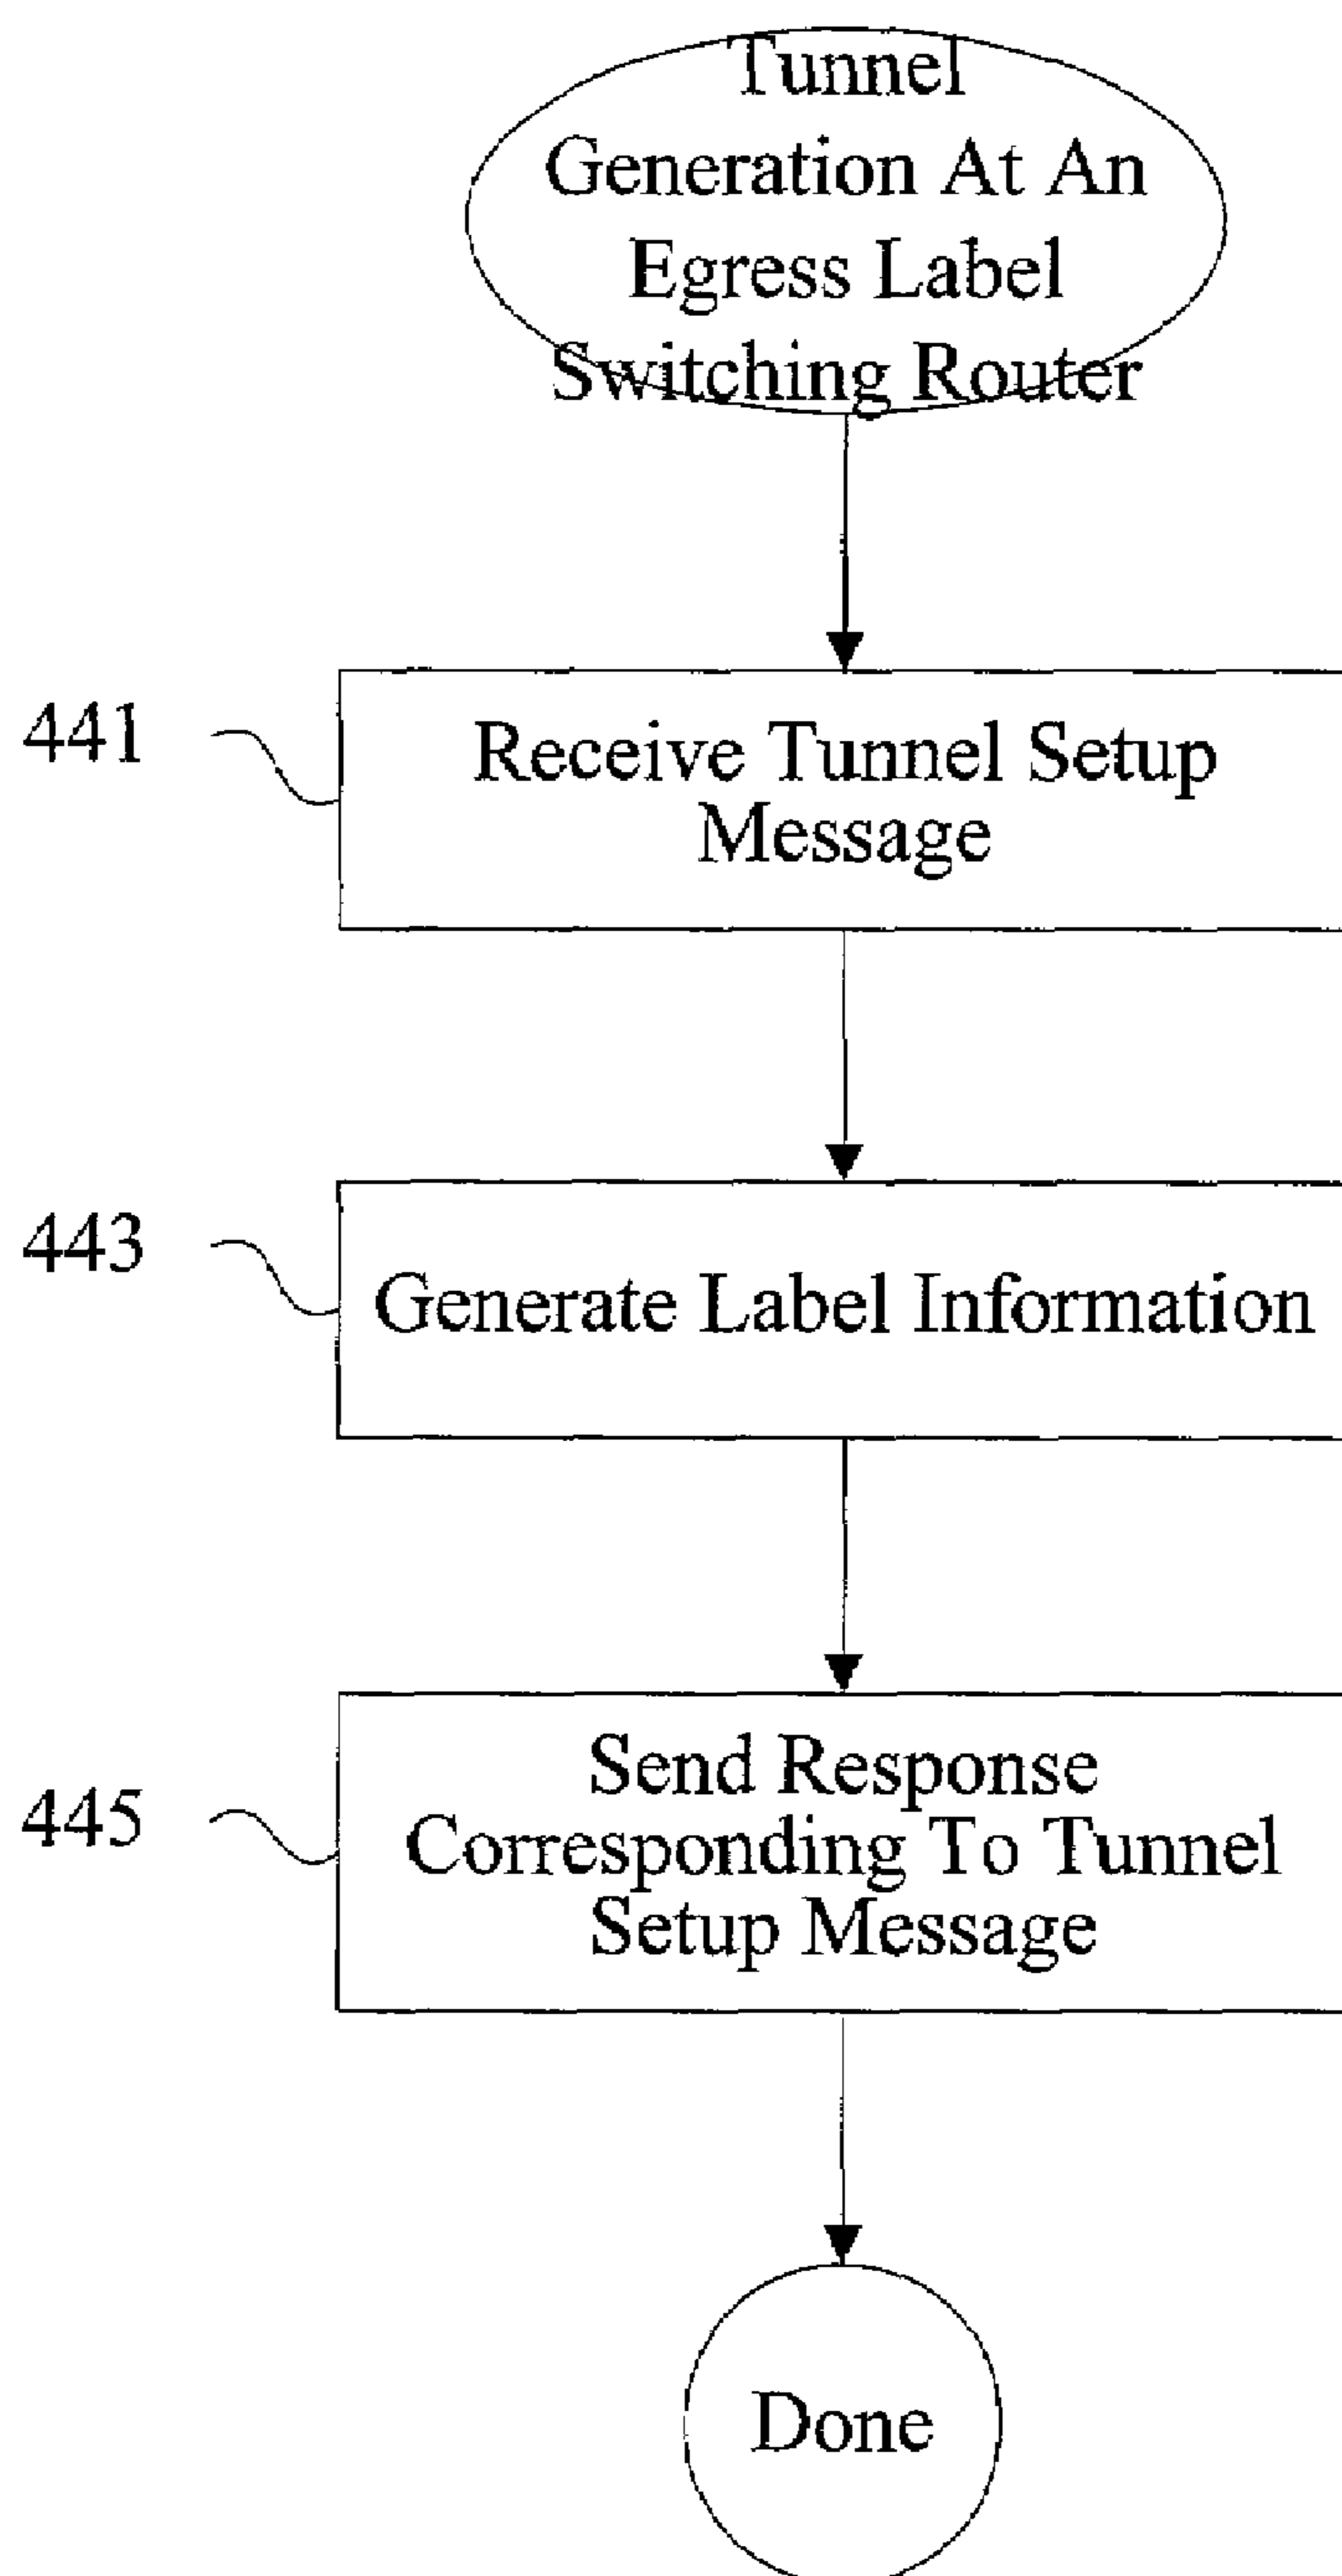 Tunnel
Generation At An
Egress Label
Switching Router
441
Receive Tunnel Setup
Message
443
Generate Label Information
445
Send Response
Corresponding To Tunnel
Setup Message
Done